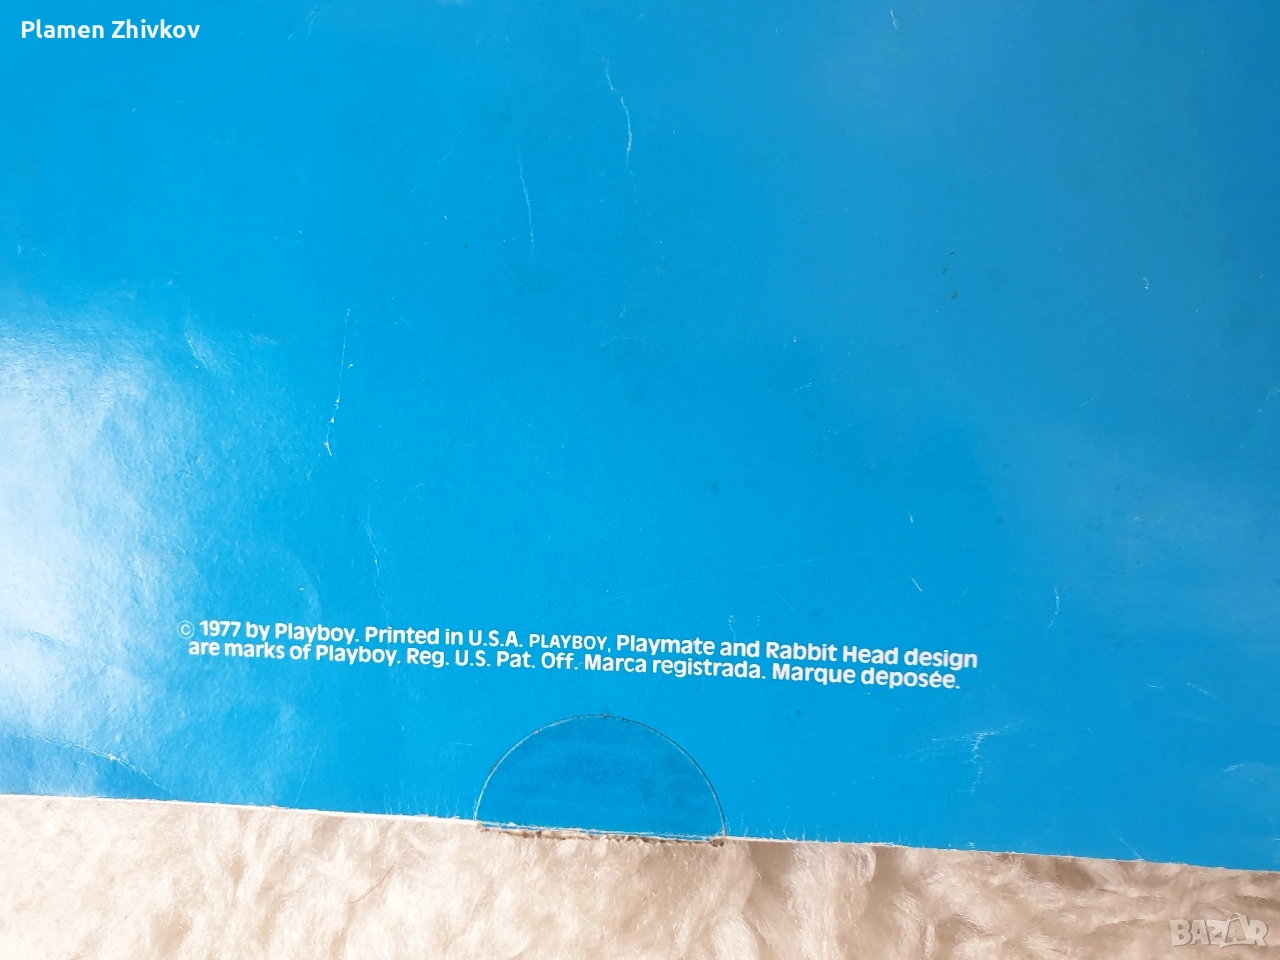 Plamen Zhivkov
© 1977 by Playboy. Printed in U.S.A. PLAYBOY, Playmate and Rabbit Head design
are marks of Playboy. Reg. U.S. Pat. Off. Marca registrada. Marque deposée.
BAZAR